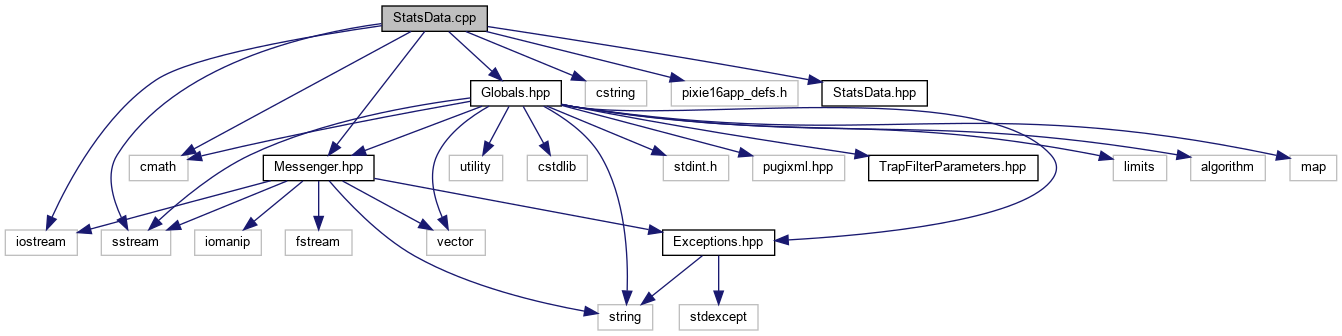 StatsData.cpp
Globals.hpp
cstring
pixie16app_defs.h
StatsData.hpp
cmath
Messenger.hpp
utility
cstdlib
stdint.h
pugixml.hpp
TrapFilterParameters.hpp
limits
algorithm
map
iostream
sstream
iomanip
fstream
vector
Exceptions.hpp
string
stdexcept